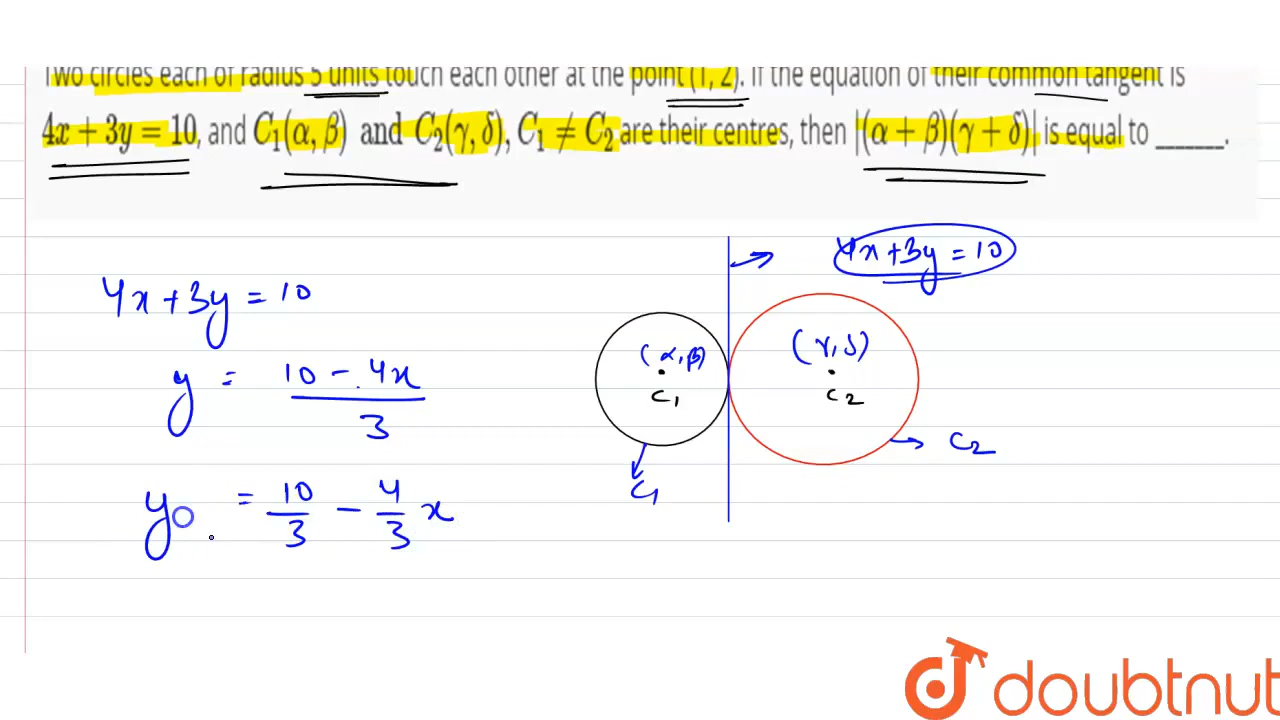 Two circles each of radius 5 units touch each other at the point (1, 2). If the equation of their common tangent is
4x + 3y = 10, and C₁(α, β) and C₂(γ, δ), C₁ ≠ C₂ are their centres, then |(α + β)(γ + δ)| is equal to _______.
4x + 3y = 10
4x + 3y = 10
y = 10 - 4x / 3
y = 10/3 - 4/3 x
(α, β)
C1
(γ, δ)
C2
C1
C2
doubtnut